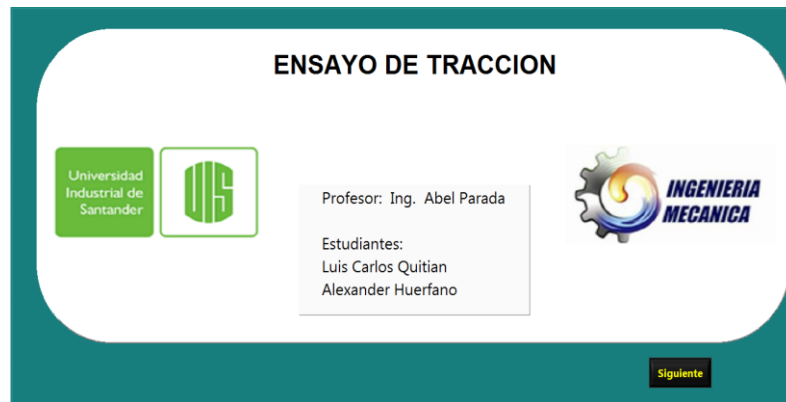 ENSAYO DE TRACCION
Universidad
Industrial de
Santander
UIS
Profesor: Ing. Abel Parada
Estudiantes:
Luis Carlos Quitian
Alexander Huerfano
INGENIERIA
MECANICA
Siguiente